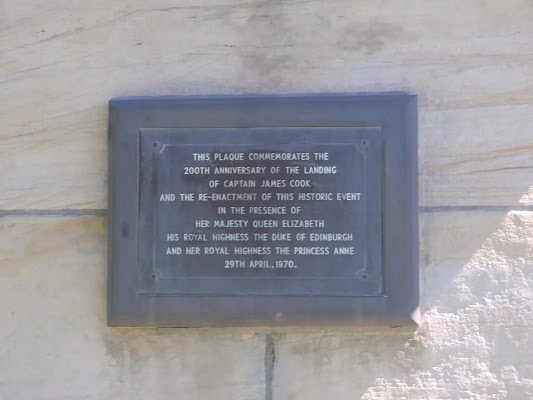 THIS PLAQUE COMMEMORATES THE
200TH ANNIVERSARY OF THE LANDING
OF CAPTAIN JAMES COOK
AND THE RE-ENACTMENT OF THIS HISTORIC EVENT
IN THE PRESENCE OF
HER MAJESTY QUEEN ELIZABETH
HIS ROYAL HIGHNESS THE DUKE OF EDINBURGH
AND HER ROYAL HIGHNESS THE PRINCESS ANNE
29TH APRIL, 1970.